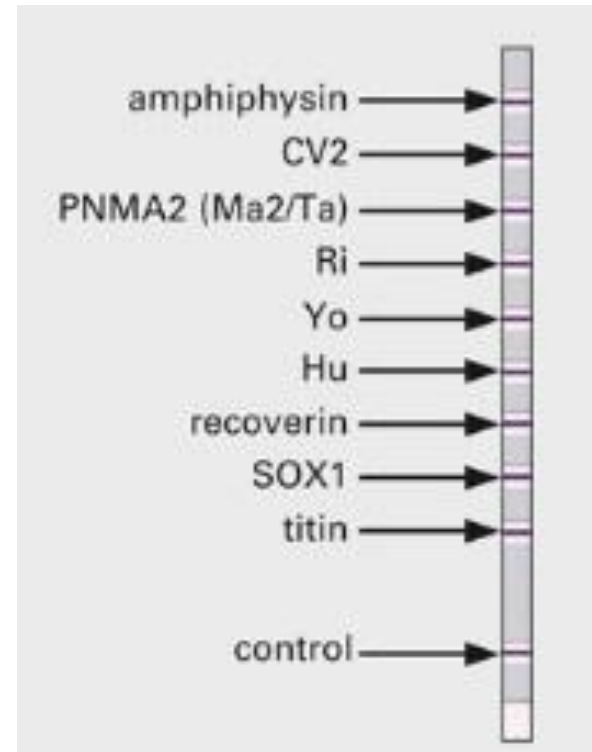 amphiphysin
CV2
PNMA2 (Ma2/Ta)
Ri
Yo
Hu
recoverin
SOX1
titin
control